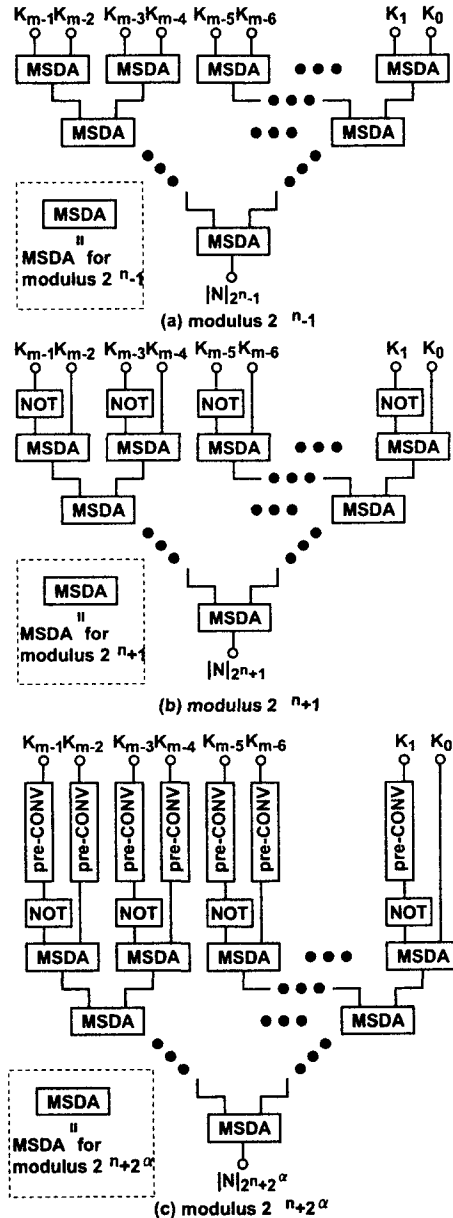 K_{m-1} K_{m-2} K_{m-3} K_{m-4} K_{m-5} K_{m-6} K_1 K_0
MSDA MSDA MSDA MSDA
MSDA MSDA
MSDA
=
MSDA for
modulus 2 ^{n-1}
MSDA
|N|_{2^{n-1}}
(a) modulus 2 ^{n-1}
K_{m-1} K_{m-2} K_{m-3} K_{m-4} K_{m-5} K_{m-6} K_1 K_0
NOT NOT NOT NOT
MSDA MSDA MSDA MSDA
MSDA MSDA
MSDA
=
MSDA for
modulus 2 ^{n+1}
MSDA
|N|_{2^{n+1}}
(b) modulus 2 ^{n+1}
K_{m-1} K_{m-2} K_{m-3} K_{m-4} K_{m-5} K_{m-6} K_1 K_0
pre-CONV pre-CONV pre-CONV pre-CONV pre-CONV pre-CONV pre-CONV
NOT NOT NOT NOT
MSDA MSDA MSDA MSDA
MSDA MSDA
MSDA
=
MSDA for
modulus 2 ^{n+2^α}
MSDA
|N|_{2^{n+2^α}}
(c) modulus 2 ^{n+2^α}